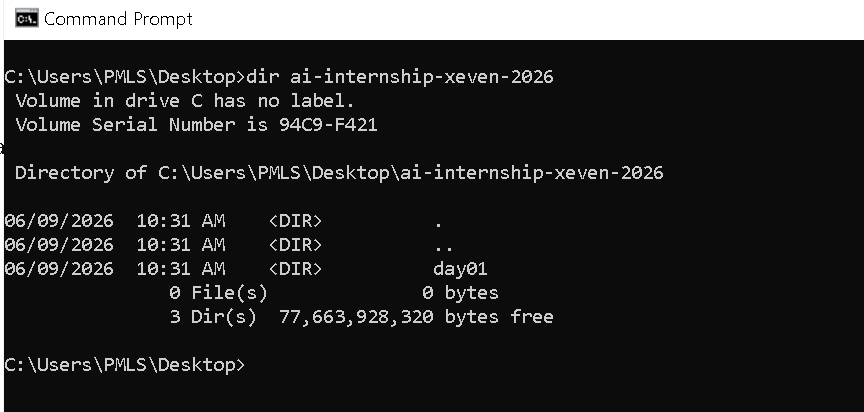 Command Prompt
C:\Users\PMLS\Desktop>dir ai-internship-xeven-2026
 Volume in drive C has no label.
 Volume Serial Number is 94C9-F421

 Directory of C:\Users\PMLS\Desktop\ai-internship-xeven-2026

06/09/2026  10:31 AM    <DIR>          .
06/09/2026  10:31 AM    <DIR>          ..
06/09/2026  10:31 AM    <DIR>          day01
               0 File(s)              0 bytes
               3 Dir(s)  77,663,928,320 bytes free

C:\Users\PMLS\Desktop>